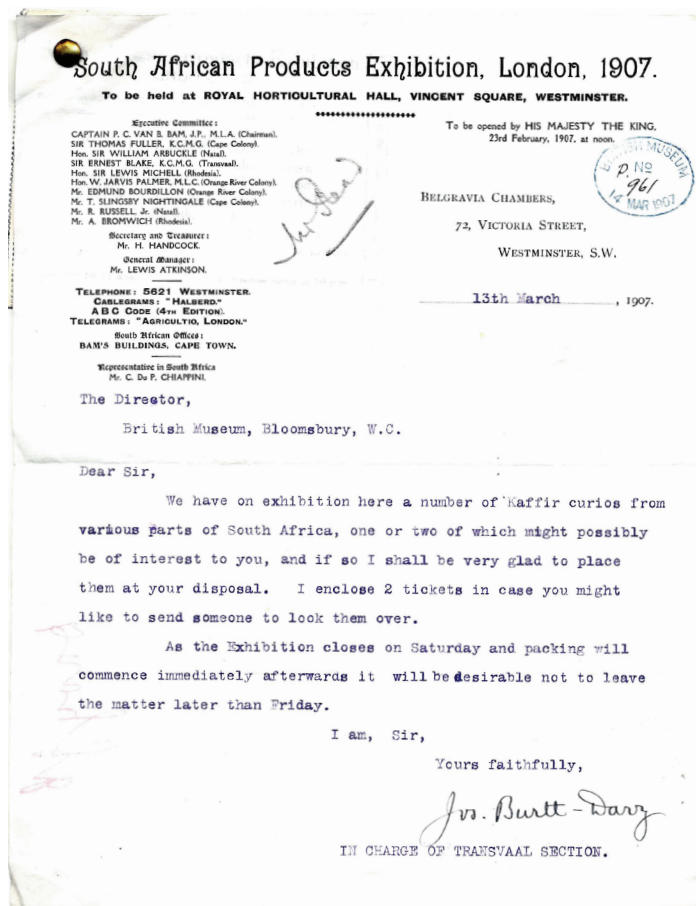 South African Products Exhibition, London, 1907.
To be held at ROYAL HORTICULTURAL HALL, VINCENT SQUARE, WESTMINSTER.
Executive Committee:
CAPTAIN P. C. VAN B. BAM, J.P., M.L.A. (Chairman).
SIR THOMAS FULLER, K.C.M.G. (Cape Colony).
Hon. SIR WILLIAM ARBUCKLE (Natal).
SIR ERNEST BLAKE, K.C.M.G. (Transvaal).
Hon. SIR LEWIS MICHELL (Rhodesia).
Hon. W. JARVIS PALMER, M.L.C. (Orange River Colony).
Mr. EDMUND BOURDILLON (Orange River Colony).
Mr. T. SLINGSBY NIGHTINGALE (Cape Colony).
Mr. R. RUSSELL, Jr. (Natal).
Mr. A. BROMWICH (Rhodesia).
Secretary and Treasurer:
Mr. H. HANDCOCK.
General Manager:
Mr. LEWIS ATKINSON.
TELEPHONE: 5621 WESTMINSTER.
CABLEGRAMS: "HALBERD."
A B C CODE (4TH EDITION).
TELEGRAMS: "AGRICULTIO, LONDON."
South African Offices:
BAM'S BUILDINGS, CAPE TOWN.
Representative in South Africa
Mr. C. Du P. CHIAPPINI.
To be opened by HIS MAJESTY THE KING,
23rd February, 1907, at noon.
BRITISH MUSEUM
P. No
961
14 MAR 1907
Mr
BELGRAVIA CHAMBERS,
72, VICTORIA STREET,
WESTMINSTER, S.W.
13th March, 1907.
The Director,
British Museum, Bloomsbury, W.C.
Dear Sir,
We have on exhibition here a number of Kaffir curios from
various parts of South Africa, one or two of which might possibly
be of interest to you, and if so I shall be very glad to place
them at your disposal. I enclose 2 tickets in case you might
like to send someone to look them over.
As the Exhibition closes on Saturday and packing will
commence immediately afterwards it will be desirable not to leave
the matter later than Friday.
I am, Sir,
Yours faithfully,
Jos. Burtt-Davy
IN CHARGE OF TRANSVAAL SECTION.